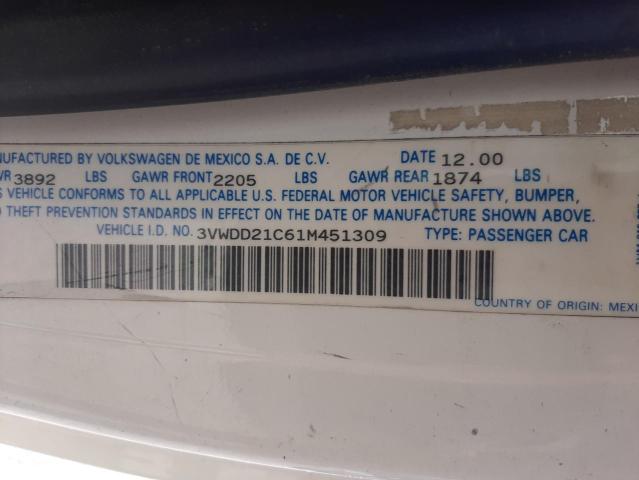 NUFACTURED BY VOLKSWAGEN DE MEXICO S.A. DE C.V. DATE 12.00
WR 3892 LBS GAWR FRONT 2205 LBS GAWR REAR 1874 LBS
S VEHICLE CONFORMS TO ALL APPLICABLE U.S. FEDERAL MOTOR VEHICLE SAFETY, BUMPER,
D THEFT PREVENTION STANDARDS IN EFFECT ON THE DATE OF MANUFACTURE SHOWN ABOVE.
VEHICLE I.D. NO. 3VWDD21C61M451309 TYPE: PASSENGER CAR
COUNTRY OF ORIGIN: MEXI